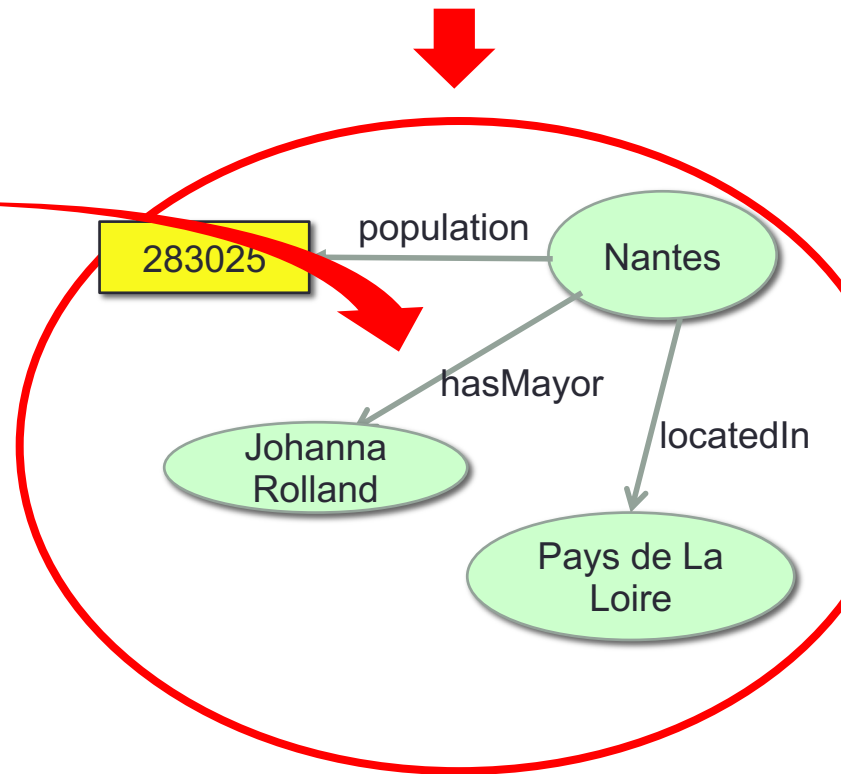 population
283025
Nantes
hasMayor
locatedIn
Johanna
Rolland
Pays de La
Loire